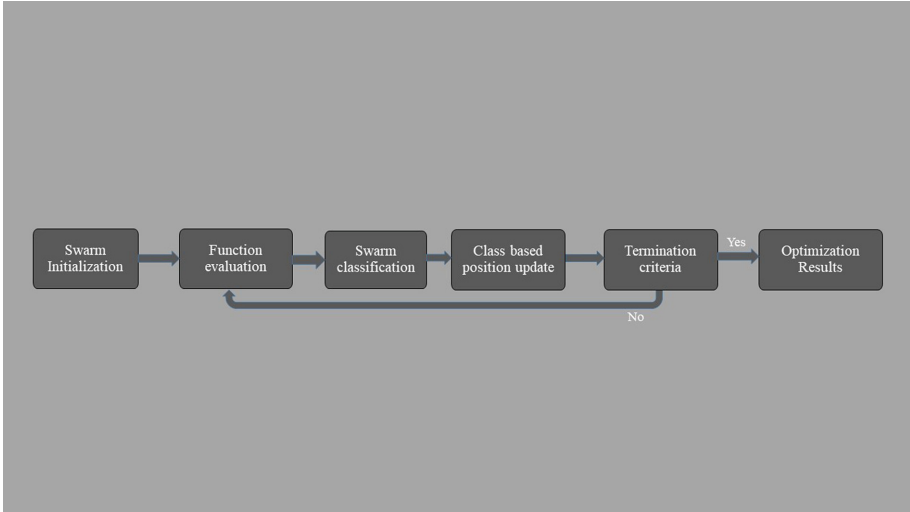 Swarm
Initialization
Function
evaluation
Swarm
classification
Class based
position update
Termination
criteria
Yes
Optimization
Results
No